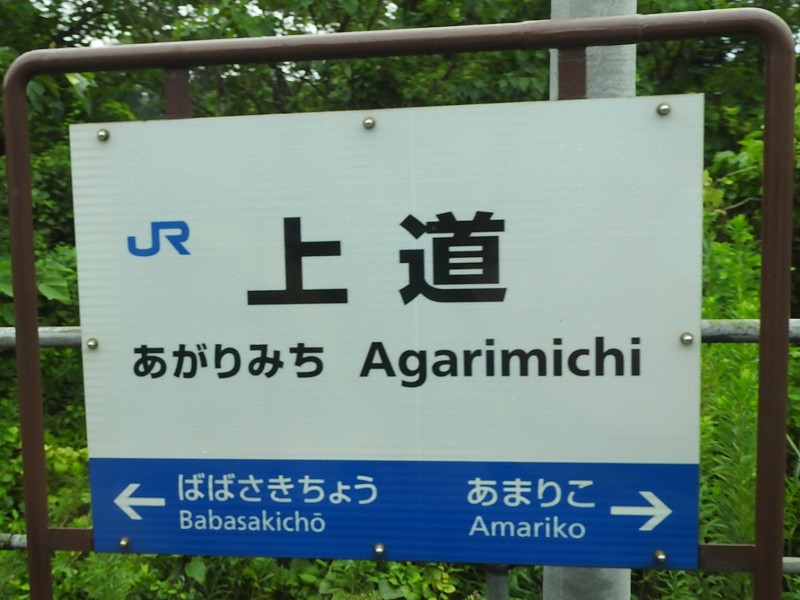 JR 上道
あがりみち Agarimichi
← ばばさきちょう あまりこ →
Babasakichō Amariko